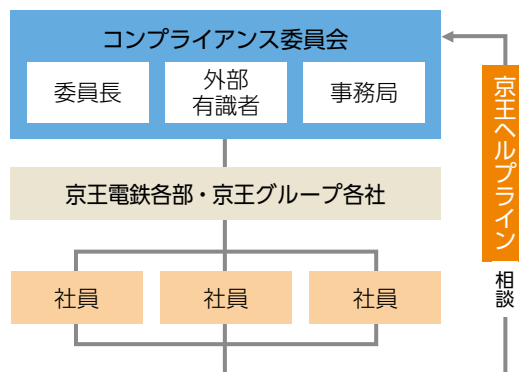 コンプライアンス委員会
委員長
外部
有識者
事務局
京王電鉄各部・京王グループ各社
社員
社員
社員
京王ヘルプライン
相談